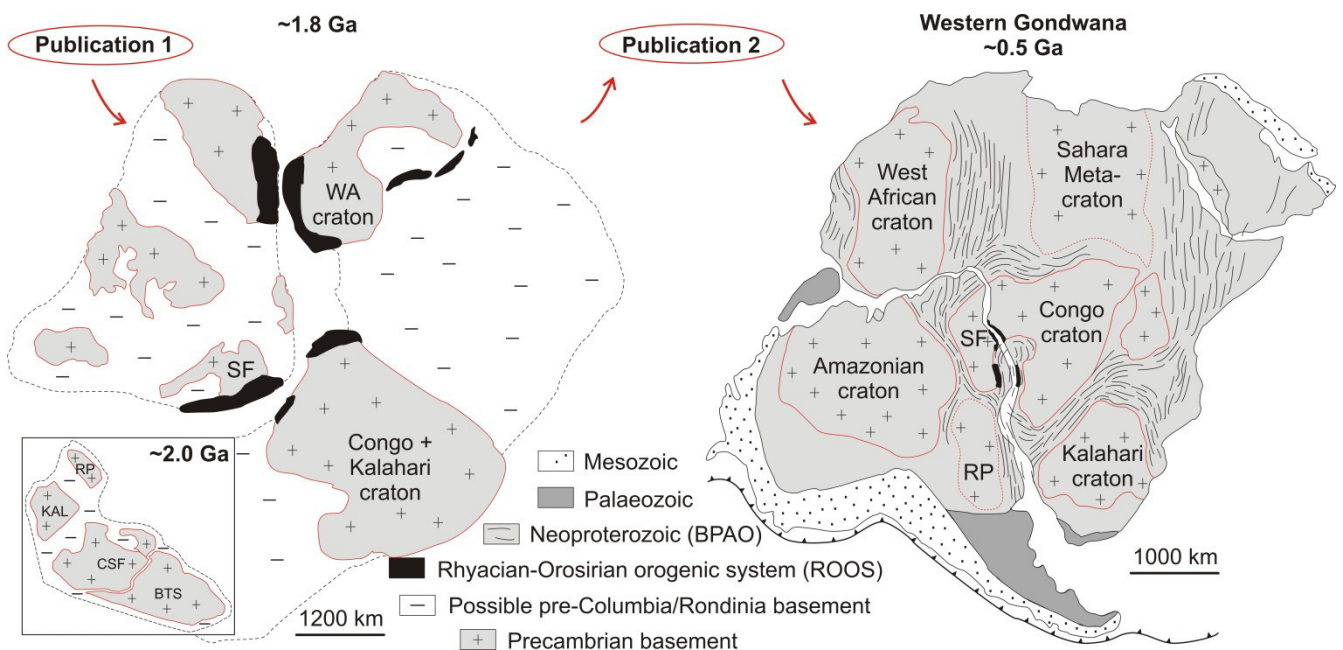 Publication 1
~1.8 Ga
Publication 2
Western Gondwana
~0.5 Ga
WA
craton
SF
Congo +
Kalahari
craton
~2.0 Ga
RP
KAL
CSF
BTS
1200 km
Mesozoic
Palaeozoic
Neoproterozoic (BPAO)
Rhyacian-Orosirian orogenic system (ROOS)
Possible pre-Columbia/Rondinia basement
Precambrian basement
West
African
craton
Sahara
Meta-
craton
Amazonian
craton
SF
Congo
craton
RP
Kalahari
craton
1000 km